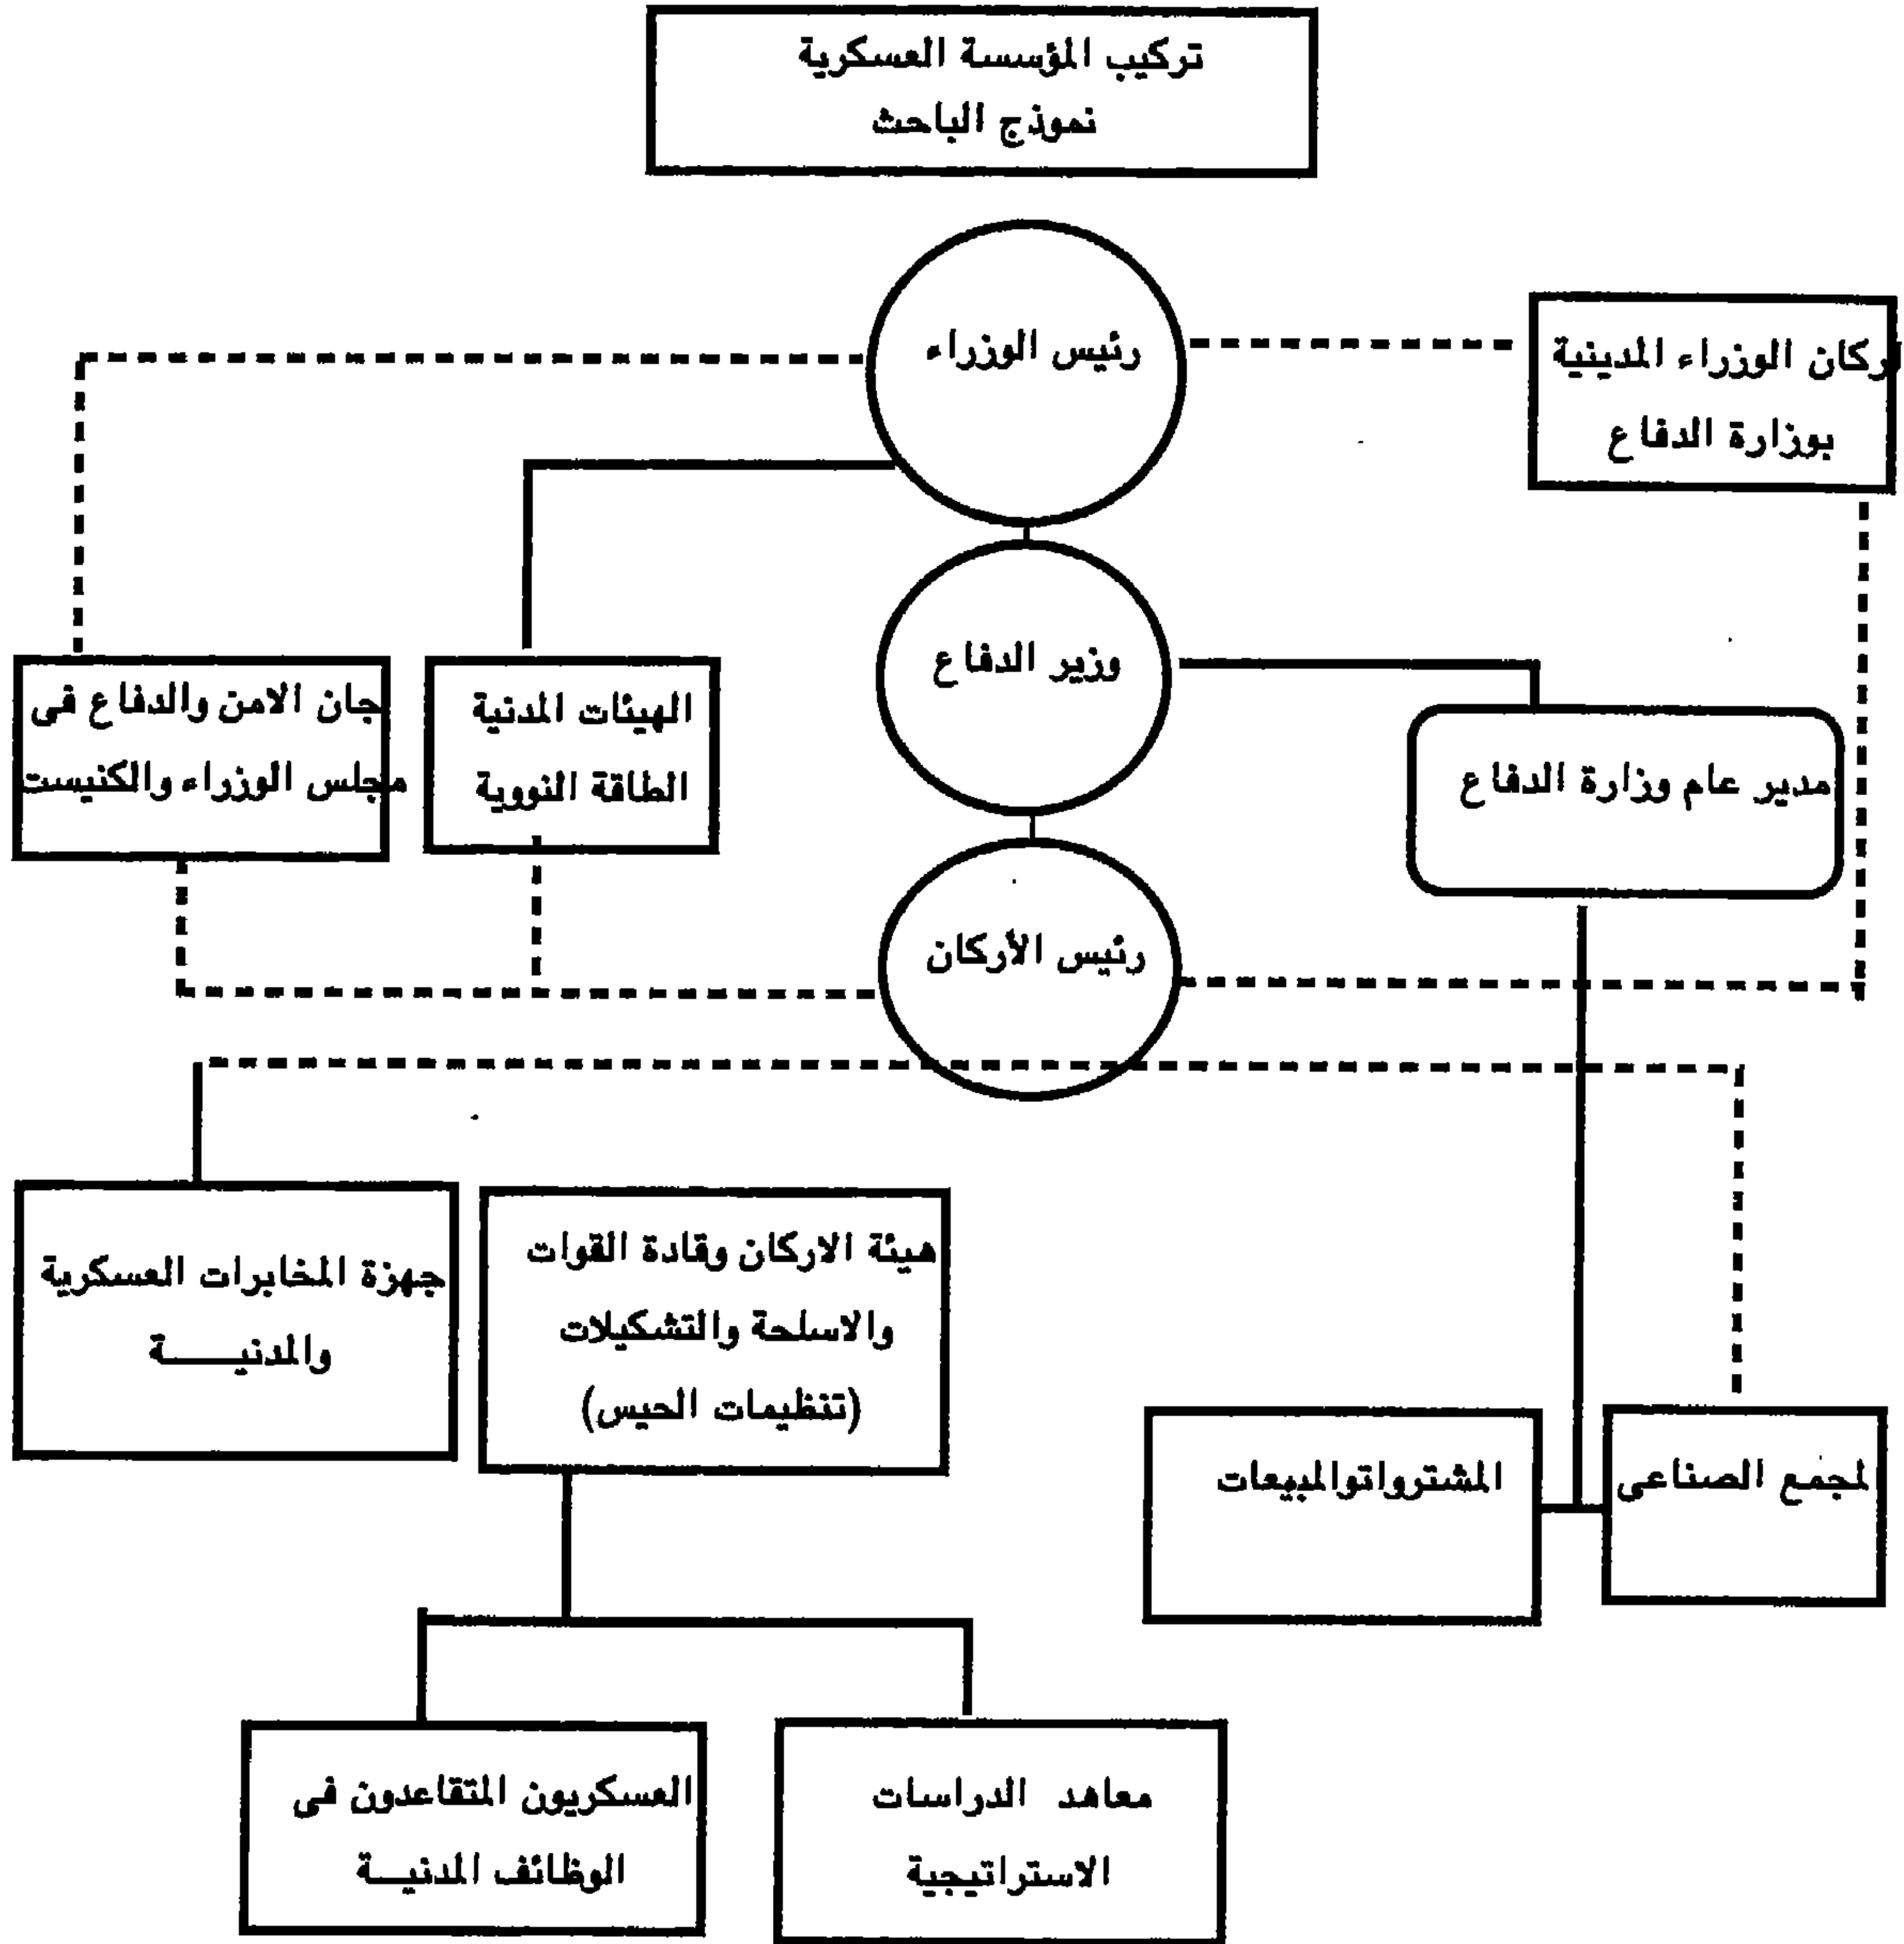 تركيب المؤسسة العسكرية
نموذج الباحث
رئيس الوزراء
ركان الوزراء المدينية
بوزارة الدفاع
وزير الدفاع
جان الامن والدفاع فى
مجلس الوزراء والكنيست
الهيئات المدنية
الطاقة النووية
مدير عام وزارة الدفاع
رئيس الأركان
جهزة المخابرات العسكرية
والمدنيـــــة
هيئة الاركان وقادة القوات
والاسلحة والتشكيلات
(تنظيمات الحيس)
المشترواتوالمبيعات
لمجمع الصناعى
العسكريون المتقاعدون فى
الوظائف المدنيــة
معاهد الدراسات
الاستراتيجية